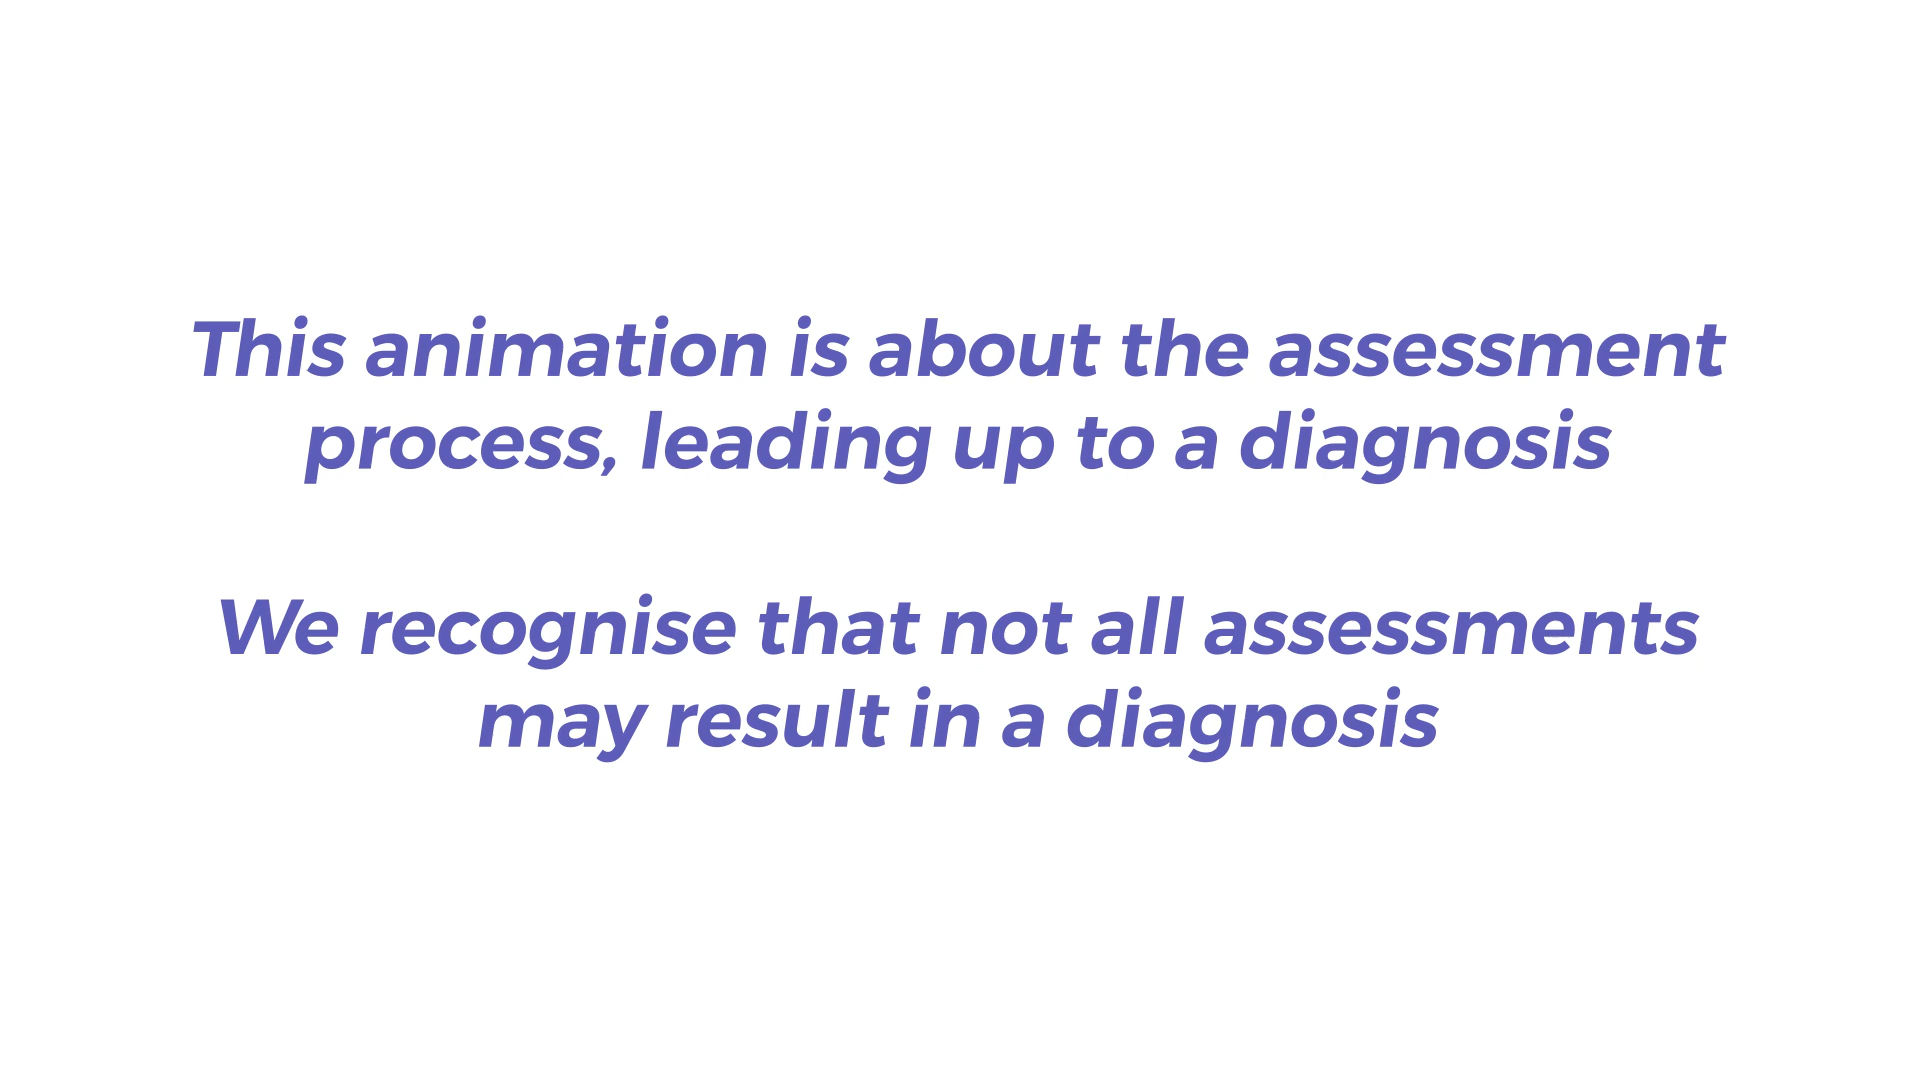 This animation is about the assessment
process, leading up to a diagnosis
We recognise that not all assessments
may result in a diagnosis